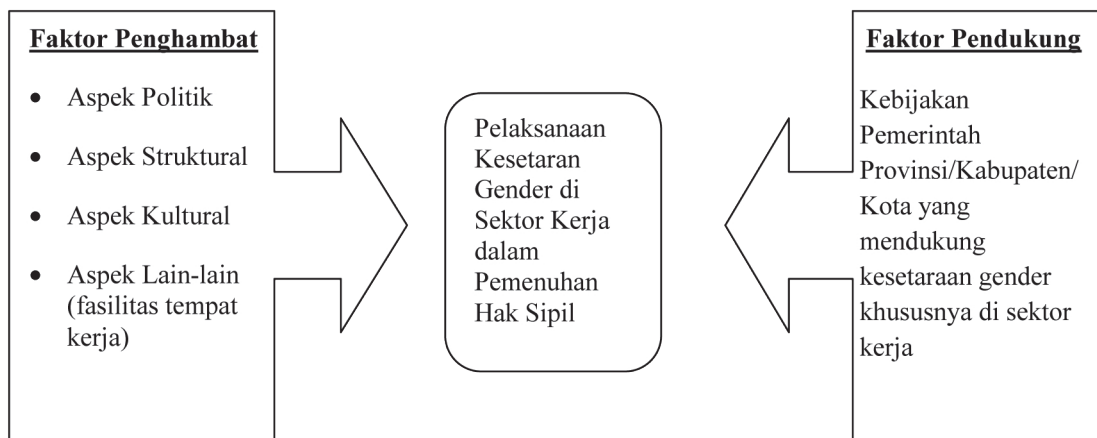 Faktor Penghambat
• Aspek Politik
• Aspek Struktural
• Aspek Kultural
• Aspek Lain-lain
(fasilitas tempat
kerja)
Pelaksanaan
Kesetaran
Gender di
Sektor Kerja
dalam
Pemenuhan
Hak Sipil
Faktor Pendukung
Kebijakan
Pemerintah
Provinsi/Kabupaten/
Kota yang
mendukung
kesetaraan gender
khususnya di sektor
kerja